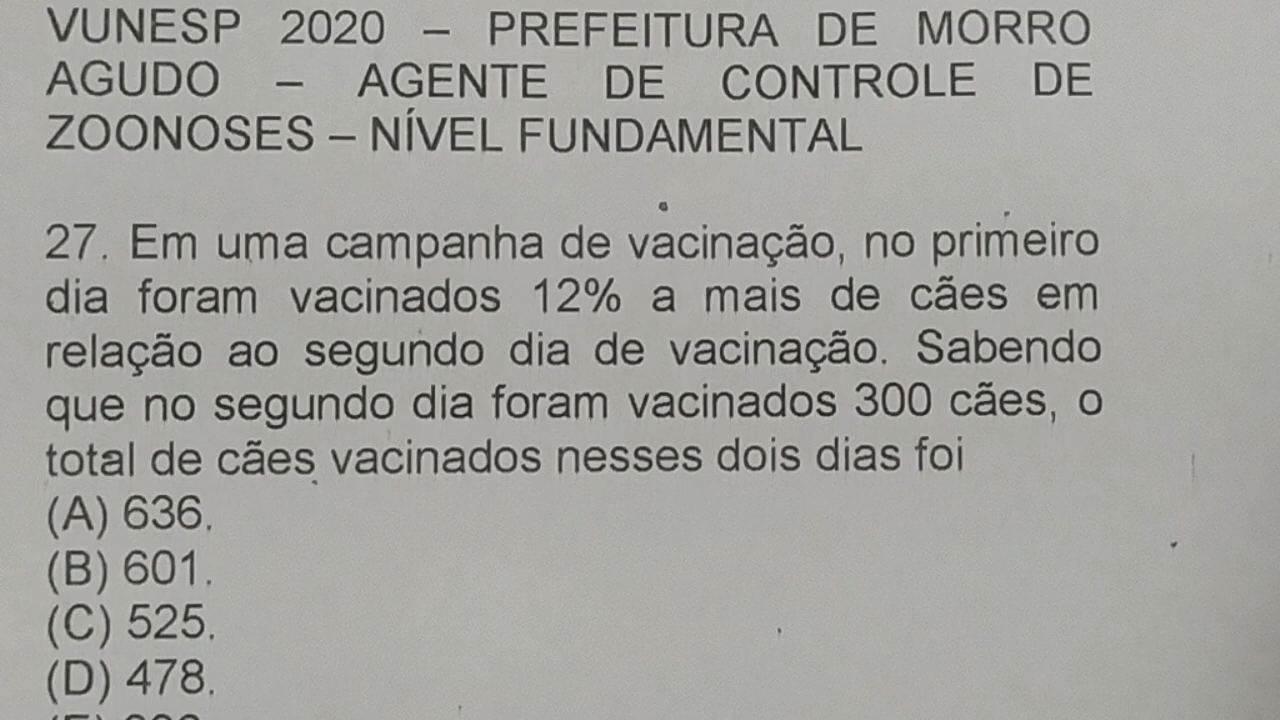 VUNESP 2020 – PREFEITURA DE MORRO
AGUDO – AGENTE DE CONTROLE DE
ZOONOSES – NÍVEL FUNDAMENTAL
27. Em uma campanha de vacinação, no primeiro
dia foram vacinados 12% a mais de cães em
relação ao segundo dia de vacinação. Sabendo
que no segundo dia foram vacinados 300 cães, o
total de cães vacinados nesses dois dias foi
(A) 636.
(B) 601.
(C) 525.
(D) 478.